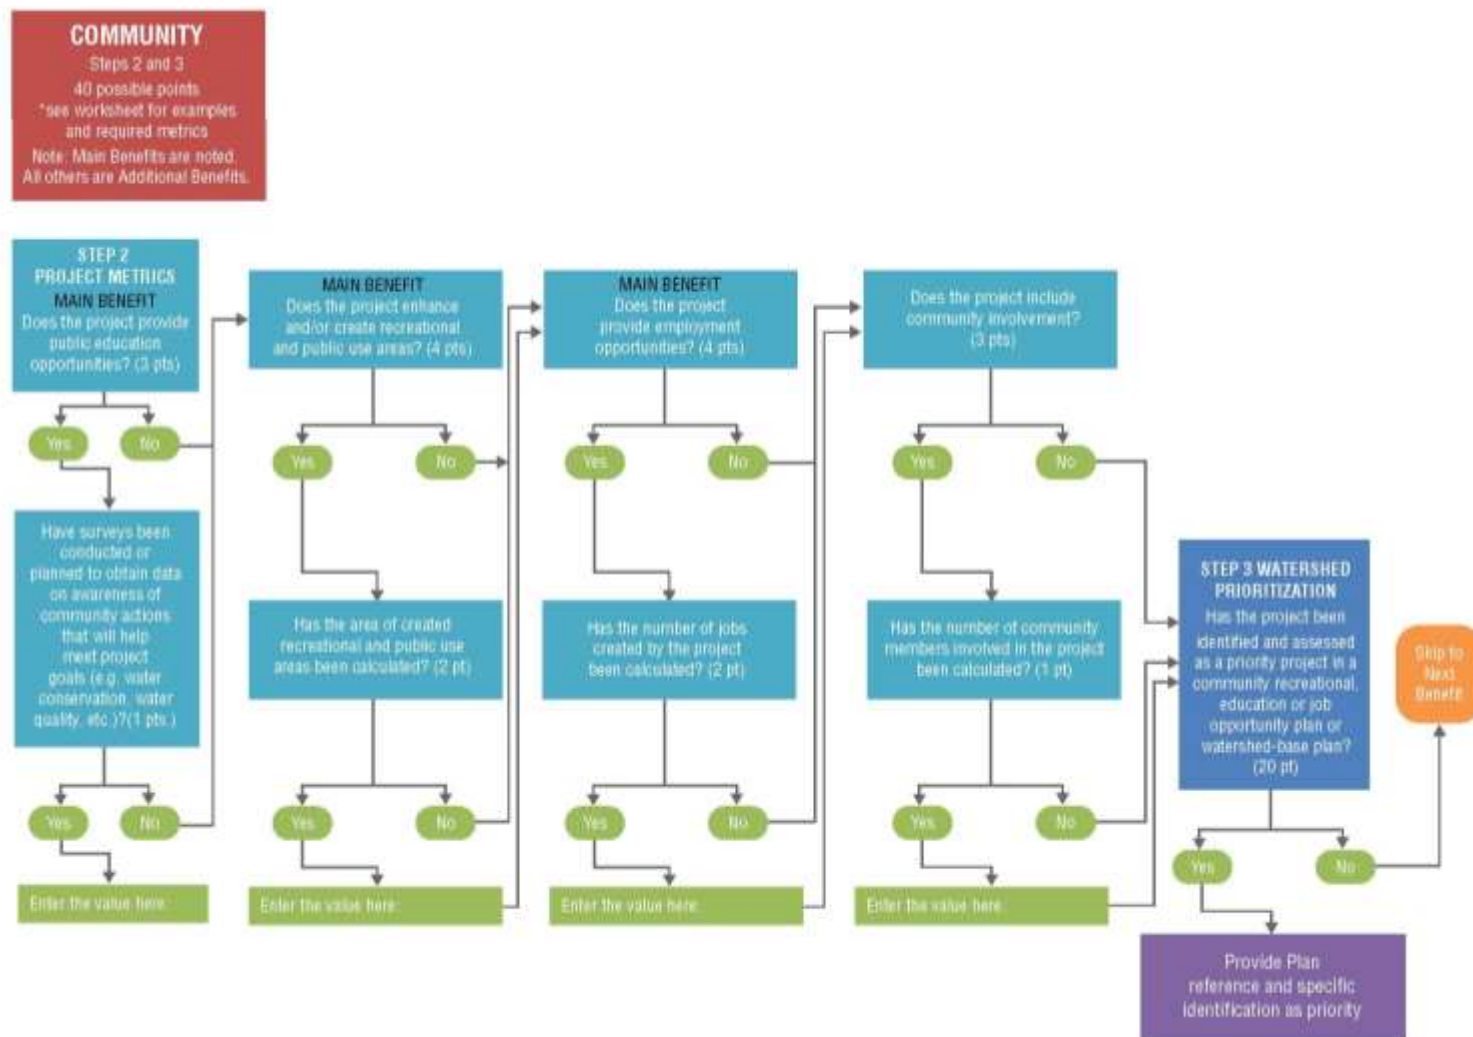 COMMUNITY
Steps 2 and 3
40 possible points
*see worksheet for examples
and required metrics
Note: Main Benefits are noted.
All others are Additional Benefits.
STEP 2
PROJECT METRICS
MAIN BENEFIT
Does the project provide
public education
opportunities? (3 pts)
Yes
No
Have surveys been
conducted or
planned to obtain data
on awareness of
community actions
that will help
meet project
goals (e.g. water
conservation, water
quality, etc.)?(1 pts.)
Yes
No
Enter the value here:
MAIN BENEFIT
Does the project enhance
and/or create recreational
and public use areas? (4 pts)
Yes
No
Has the area of created
recreational and public use
areas been calculated? (2 pt)
Yes
No
Enter the value here:
MAIN BENEFIT
Does the project
provide employment
opportunities? (4 pts)
Yes
No
Has the number of jobs
created by the project
been calculated? (2 pt)
Yes
No
Enter the value here:
Does the project include
community involvement?
(3 pts)
Yes
No
Has the number of community
members involved in the project
been calculated? (1 pt)
Yes
No
Enter the value here:
STEP 3 WATERSHED
PRIORITIZATION
Has the project been
identified and assessed
as a priority project in a
community recreational,
education or job
opportunity plan or
watershed-base plan?
(20 pt)
Yes
No
Skip to
Next
Benefit
Provide Plan
reference and specific
identification as priority